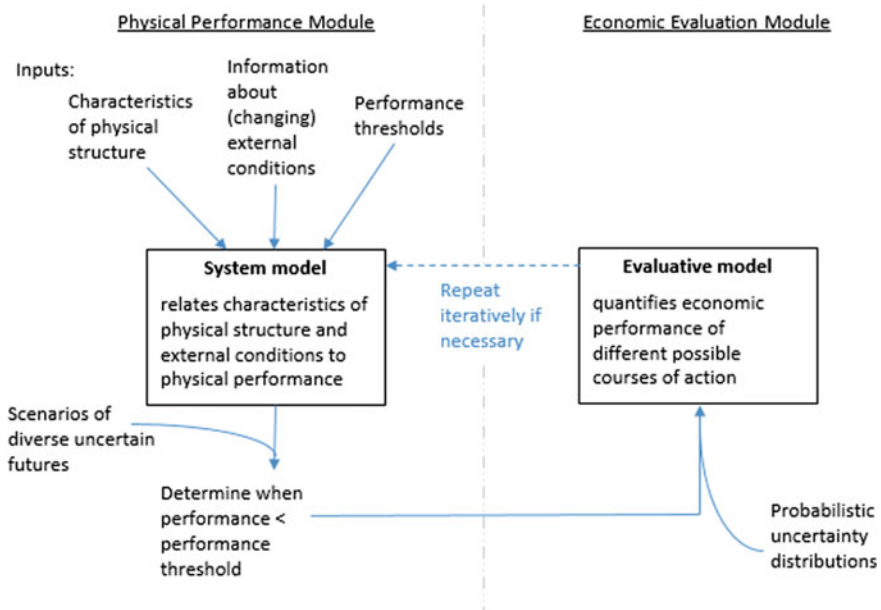 Physical Performance Module
Economic Evaluation Module
Inputs:
Characteristics
of physical
structure
Information
about
(changing)
external
conditions
Performance
thresholds
System model
relates characteristics of
physical structure and
external conditions to
physical performance
Repeat
iteratively if
necessary
Evaluative model
quantifies economic
performance of
different possible
courses of action
Scenarios of
diverse uncertain
futures
Determine when
performance <
performance
threshold
Probabilistic
uncertainty
distributions